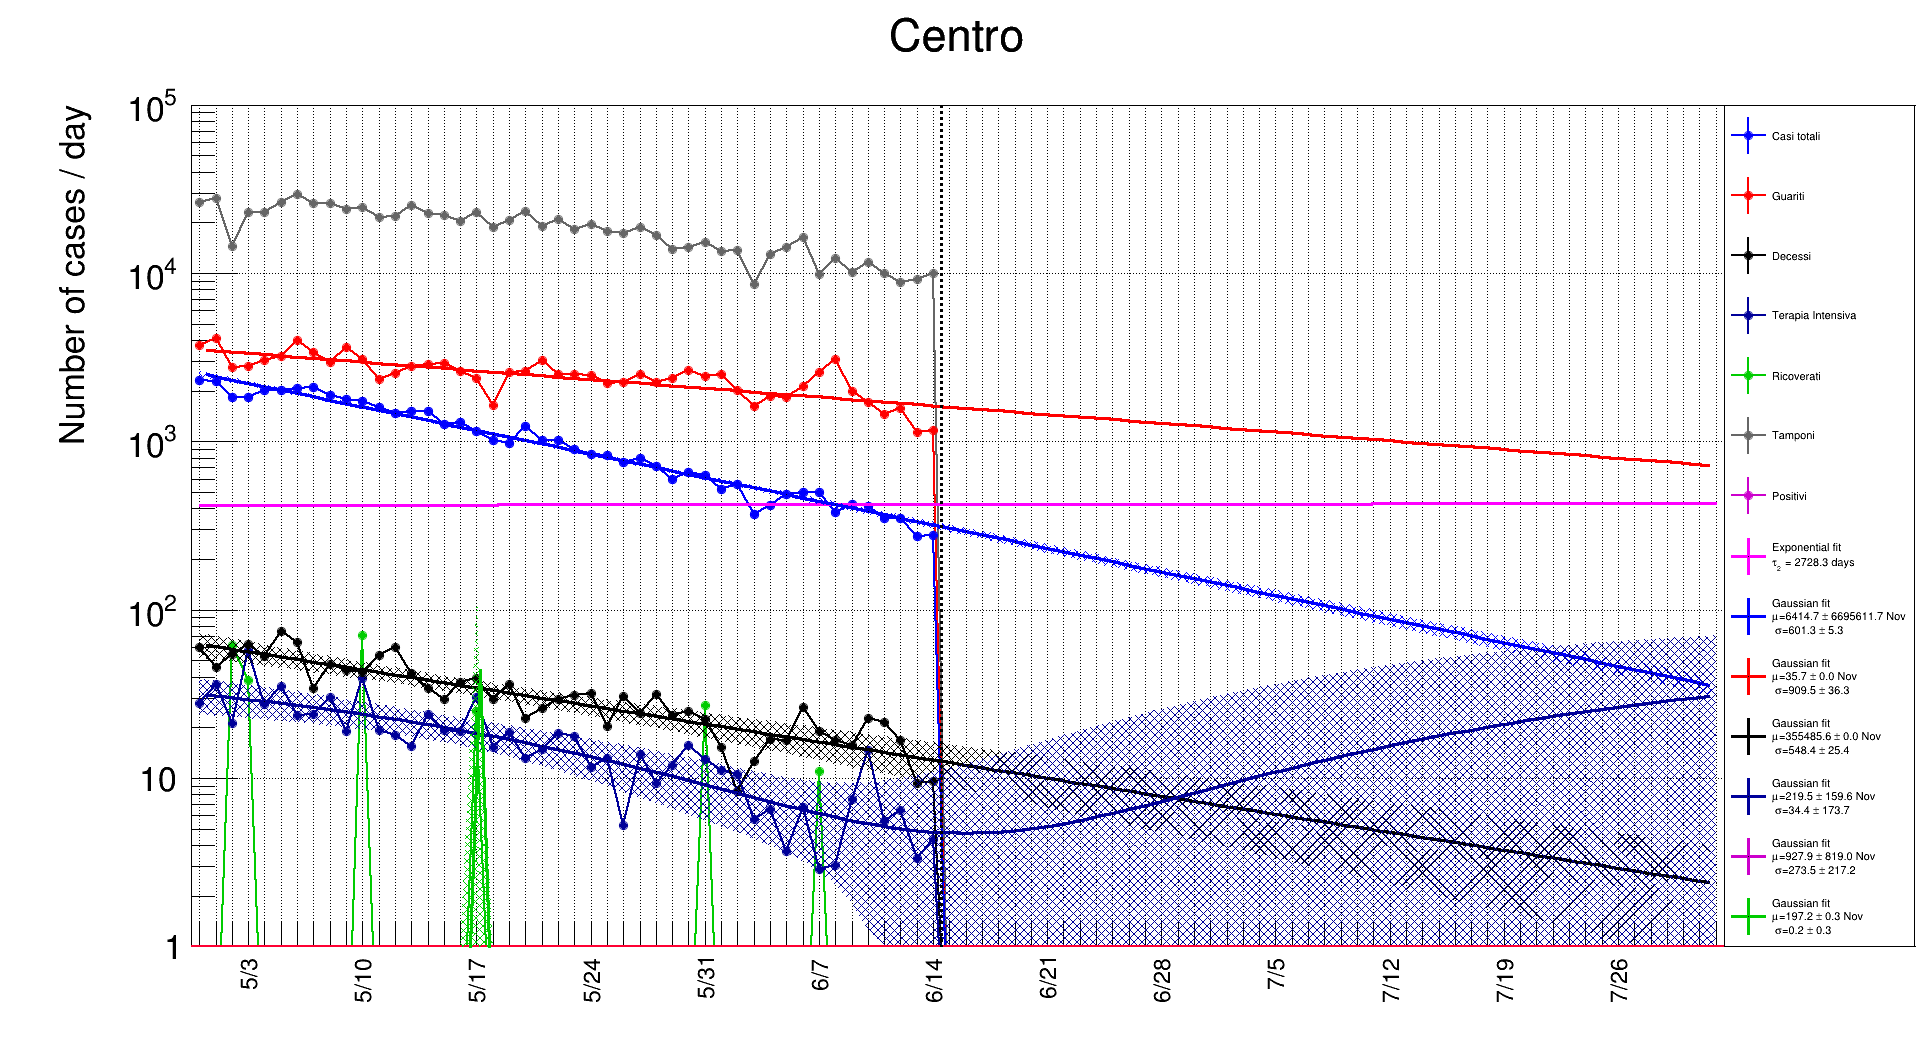 Centro
Number of cases / day
10^5
10^4
10^3
10^2
10
1
5/3
5/10
5/17
5/24
5/31
6/7
6/14
6/21
6/28
7/5
7/12
7/19
7/26
Casi totali
Guariti
Decessi
Terapia Intensiva
Ricoverati
Tamponi
Positivi
Exponential fit
τ₂ = 2728.3 days
Gaussian fit
μ=6414.7 ± 6695611.7 Nov
σ=601.3 ± 5.3
Gaussian fit
μ=35.7 ± 0.0 Nov
σ=909.5 ± 36.3
Gaussian fit
μ=355485.6 ± 0.0 Nov
σ=548.4 ± 25.4
Gaussian fit
μ=219.5 ± 159.6 Nov
σ=34.4 ± 173.7
Gaussian fit
μ=927.9 ± 819.0 Nov
σ=273.5 ± 217.2
Gaussian fit
μ=197.2 ± 0.3 Nov
σ=0.2 ± 0.3